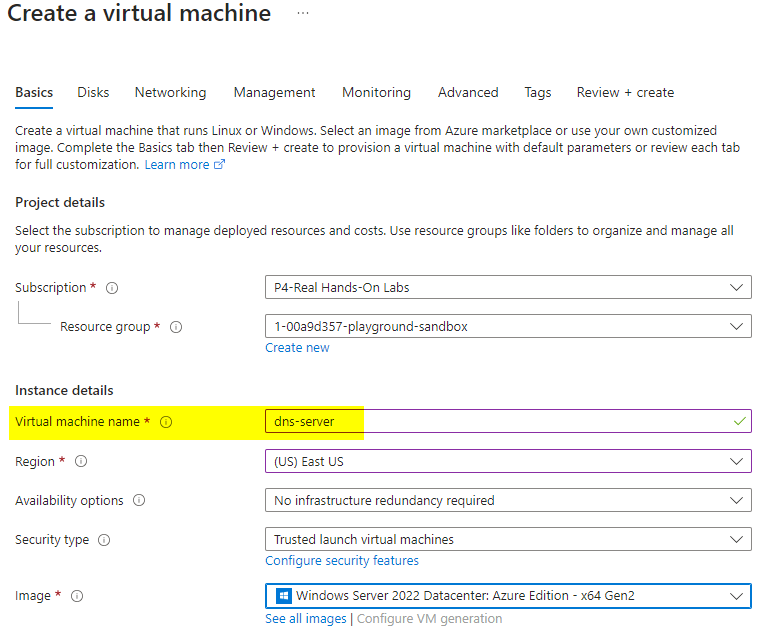 Create a virtual machine ...
Basics Disks Networking Management Monitoring Advanced Tags Review + create
Create a virtual machine that runs Linux or Windows. Select an image from Azure marketplace or use your own customized
image. Complete the Basics tab then Review + create to provision a virtual machine with default parameters or review each tab
for full customization. Learn more
Project details
Select the subscription to manage deployed resources and costs. Use resource groups like folders to organize and manage all
your resources.
Subscription * P4-Real Hands-On Labs
Resource group * 1-00a9d357-playground-sandbox
Create new
Instance details
Virtual machine name * dns-server
Region * (US) East US
Availability options No infrastructure redundancy required
Security type Trusted launch virtual machines
Configure security features
Image * Windows Server 2022 Datacenter: Azure Edition - x64 Gen2
See all images | Configure VM generation